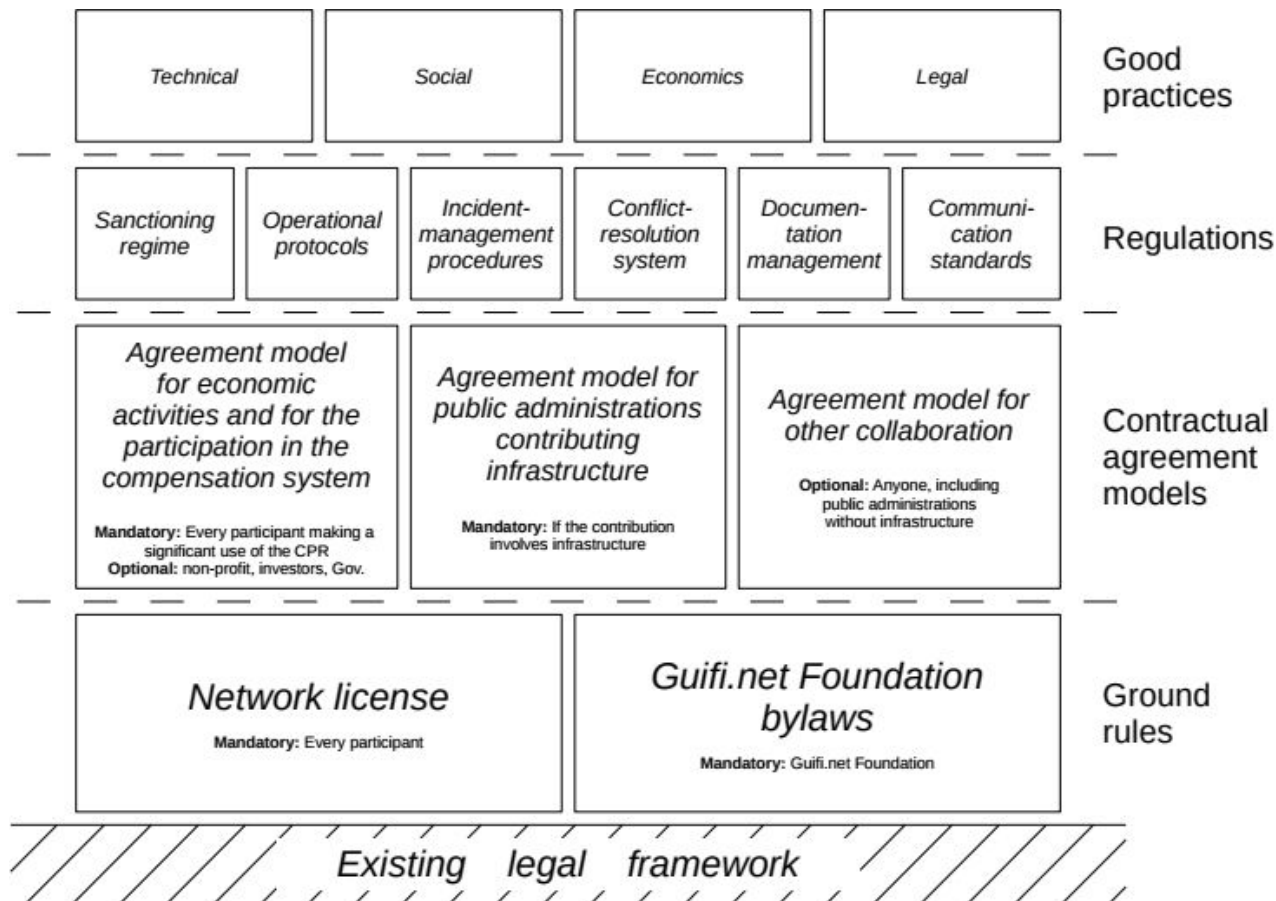 Technical
Social
Economics
Legal
Good
practices
Sanctioning
regime
Operational
protocols
Incident-
management
procedures
Conflict-
resolution
system
Documen-
tation
management
Communi-
cation
standards
Regulations
Agreement model
for economic
activities and for the
participation in the
compensation system
Mandatory: Every participant making a
significant use of the CPR
Optional: non-profit, investors, Gov.
Agreement model for
public administrations
contributing
infrastructure
Mandatory: If the contribution
involves infrastructure
Agreement model for
other collaboration
Optional: Anyone, including
public administrations
without infrastructure
Contractual
agreement
models
Network license
Mandatory: Every participant
Guifi.net Foundation
bylaws
Mandatory: Guifi.net Foundation
Ground
rules
Existing legal framework